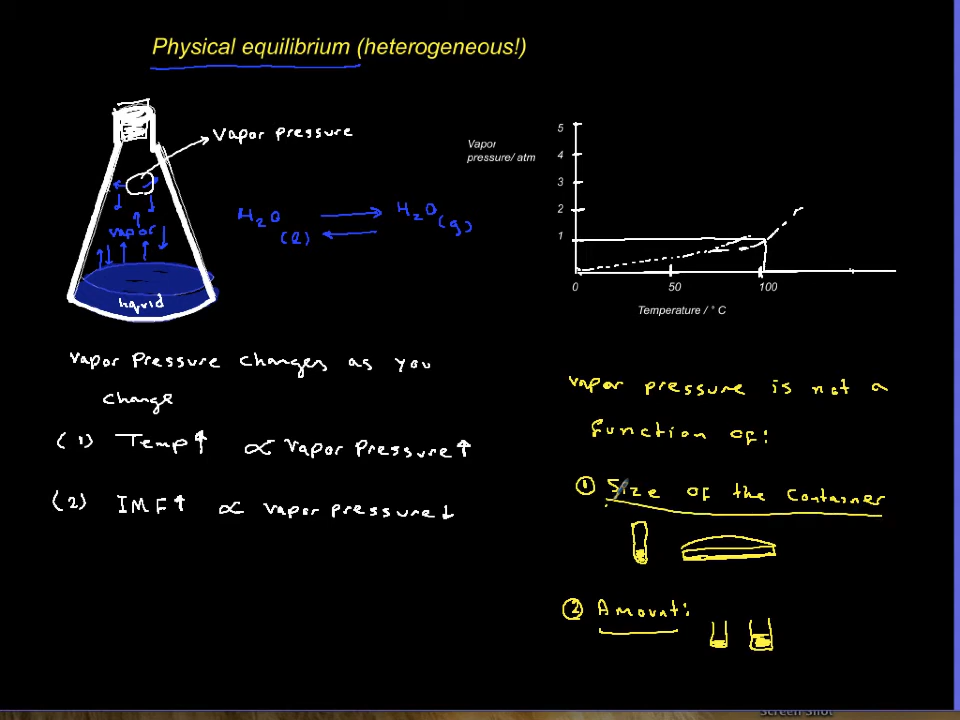 Physical equilibrium (heterogeneous!)
Vapor pressure
vapor
liquid
H2O(l) ⇌ H2O(g)
Vapor
pressure/ atm
5
4
3
2
1
0 50 100
Temperature / ° C
Vapor Pressure changes as you
change
(1) Temp ↑ ∝ Vapor Pressure ↑
(2) IMF ↑ ∝ vapor pressure ↓
Vapor pressure is not a
function of:
① Size of the container
② Amount:
Screen Shot